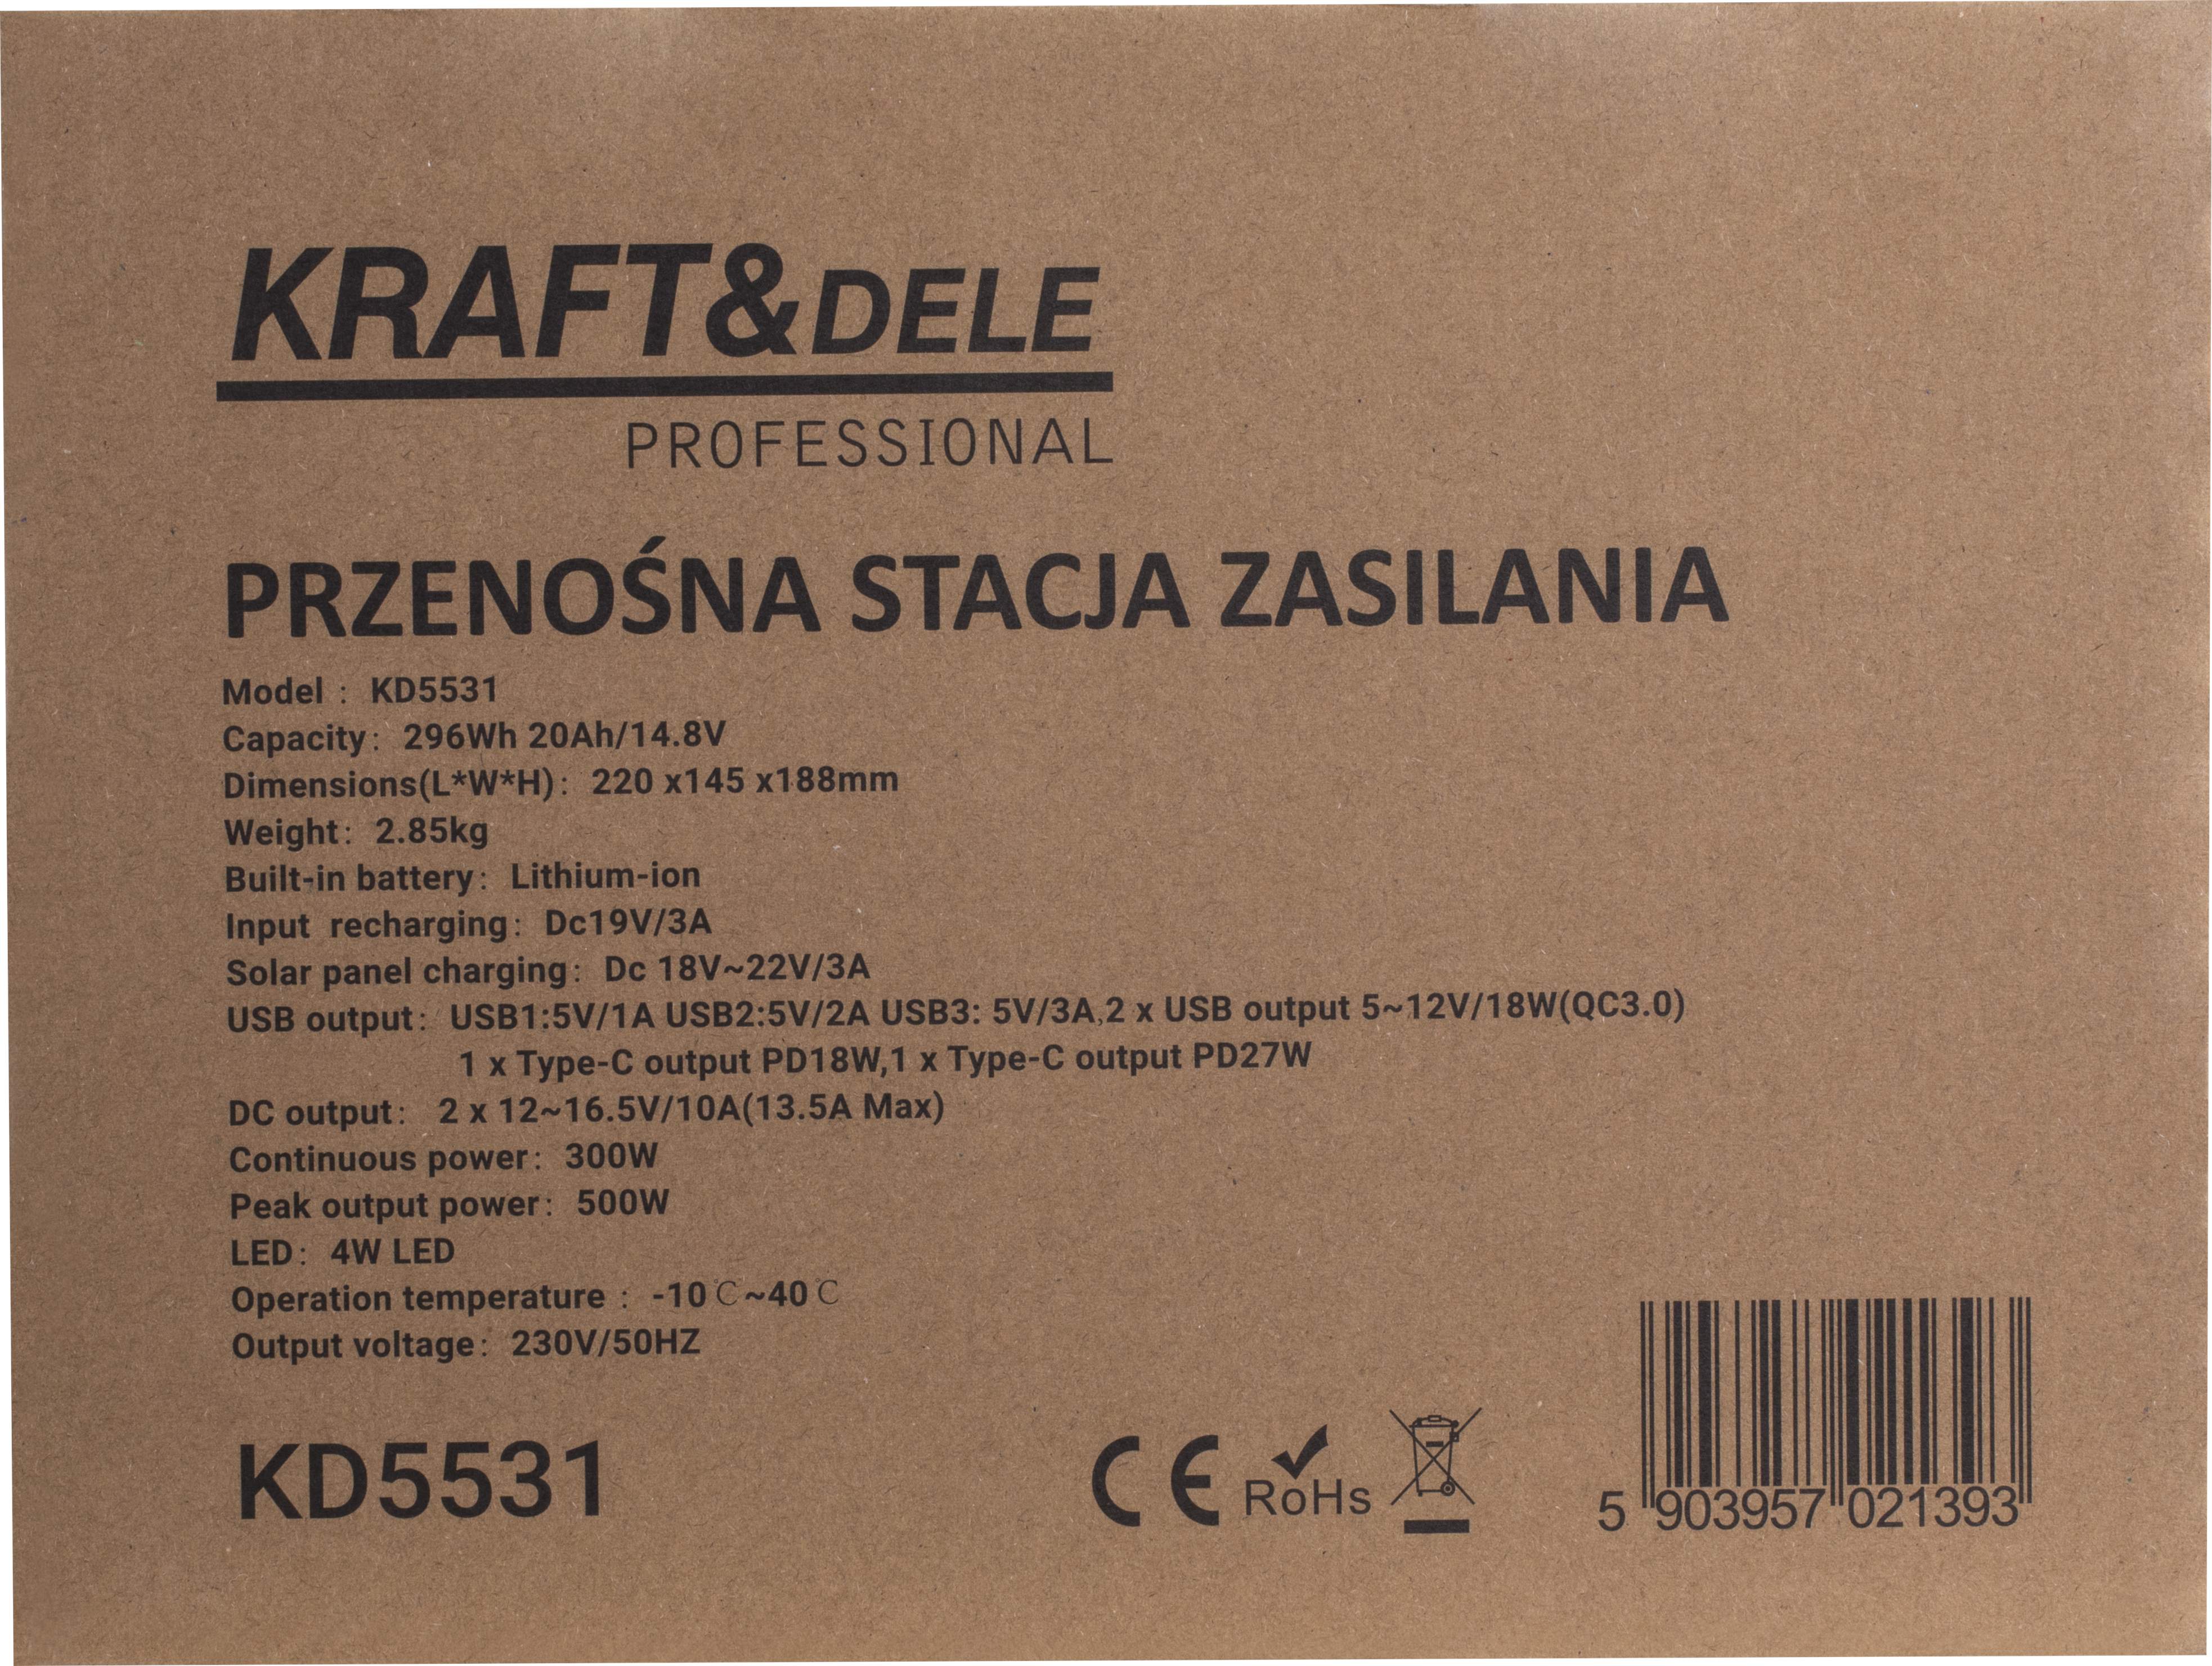 KRAFT&DELE
PROFESSIONAL
PRZENOŚNA STACJA ZASILANIA
Model : KD5531
Capacity: 296Wh 20Ah/14.8V
Dimensions(L*W*H): 220 x145 x188mm
Weight: 2.85kg
Built-in battery: Lithium-ion
Input recharging: Dc19V/3A
Solar panel charging: Dc 18V~22V/3A
USB output: USB1:5V/1A USB2:5V/2A USB3: 5V/3A,2 x USB output 5~12V/18W(QC3.0)
1 x Type-C output PD18W,1 x Type-C output PD27W
DC output: 2 x 12~16.5V/10A(13.5A Max)
Continuous power: 300W
Peak output power: 500W
LED: 4W LED
Operation temperature : -10℃~40℃
Output voltage: 230V/50HZ
KD5531
CE RoHs
5 903957 021393